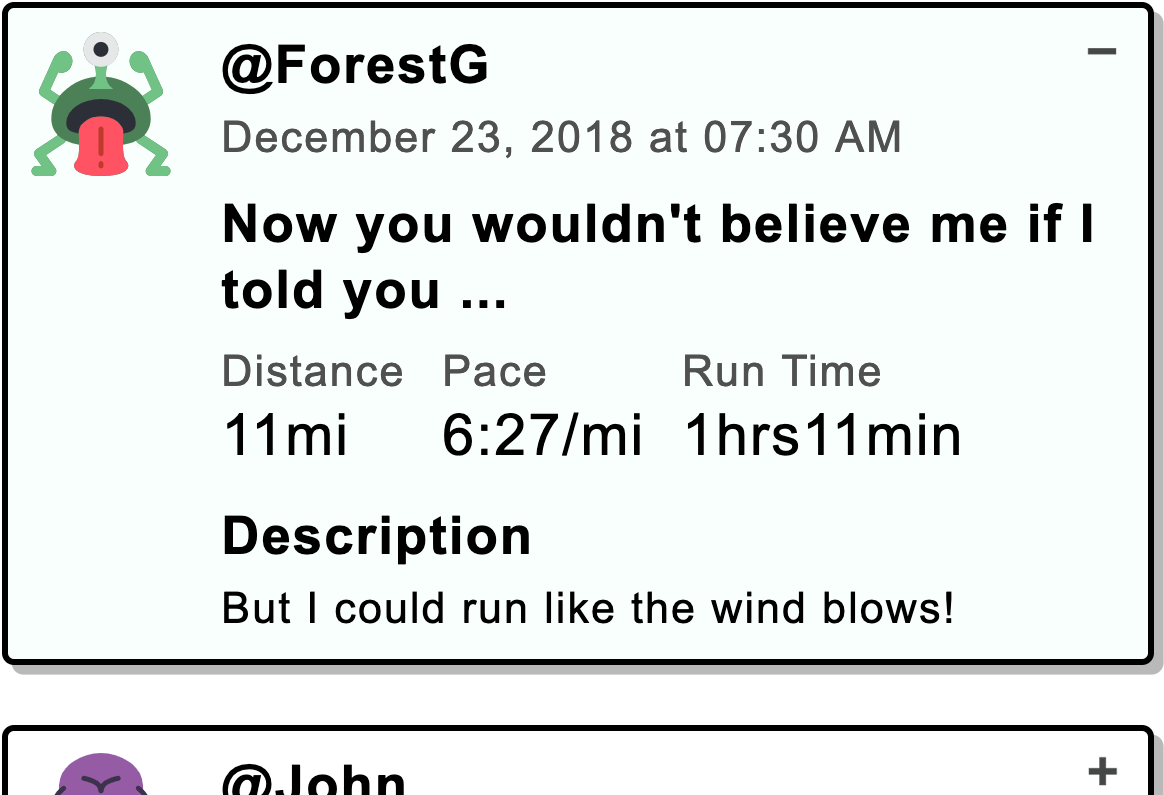 @ForestG
−
December 23, 2018 at 07:30 AM
Now you wouldn't believe me if I
told you ...
Distance Pace Run Time
11mi 6:27/mi 1hrs11min
Description
But I could run like the wind blows!
@John
+